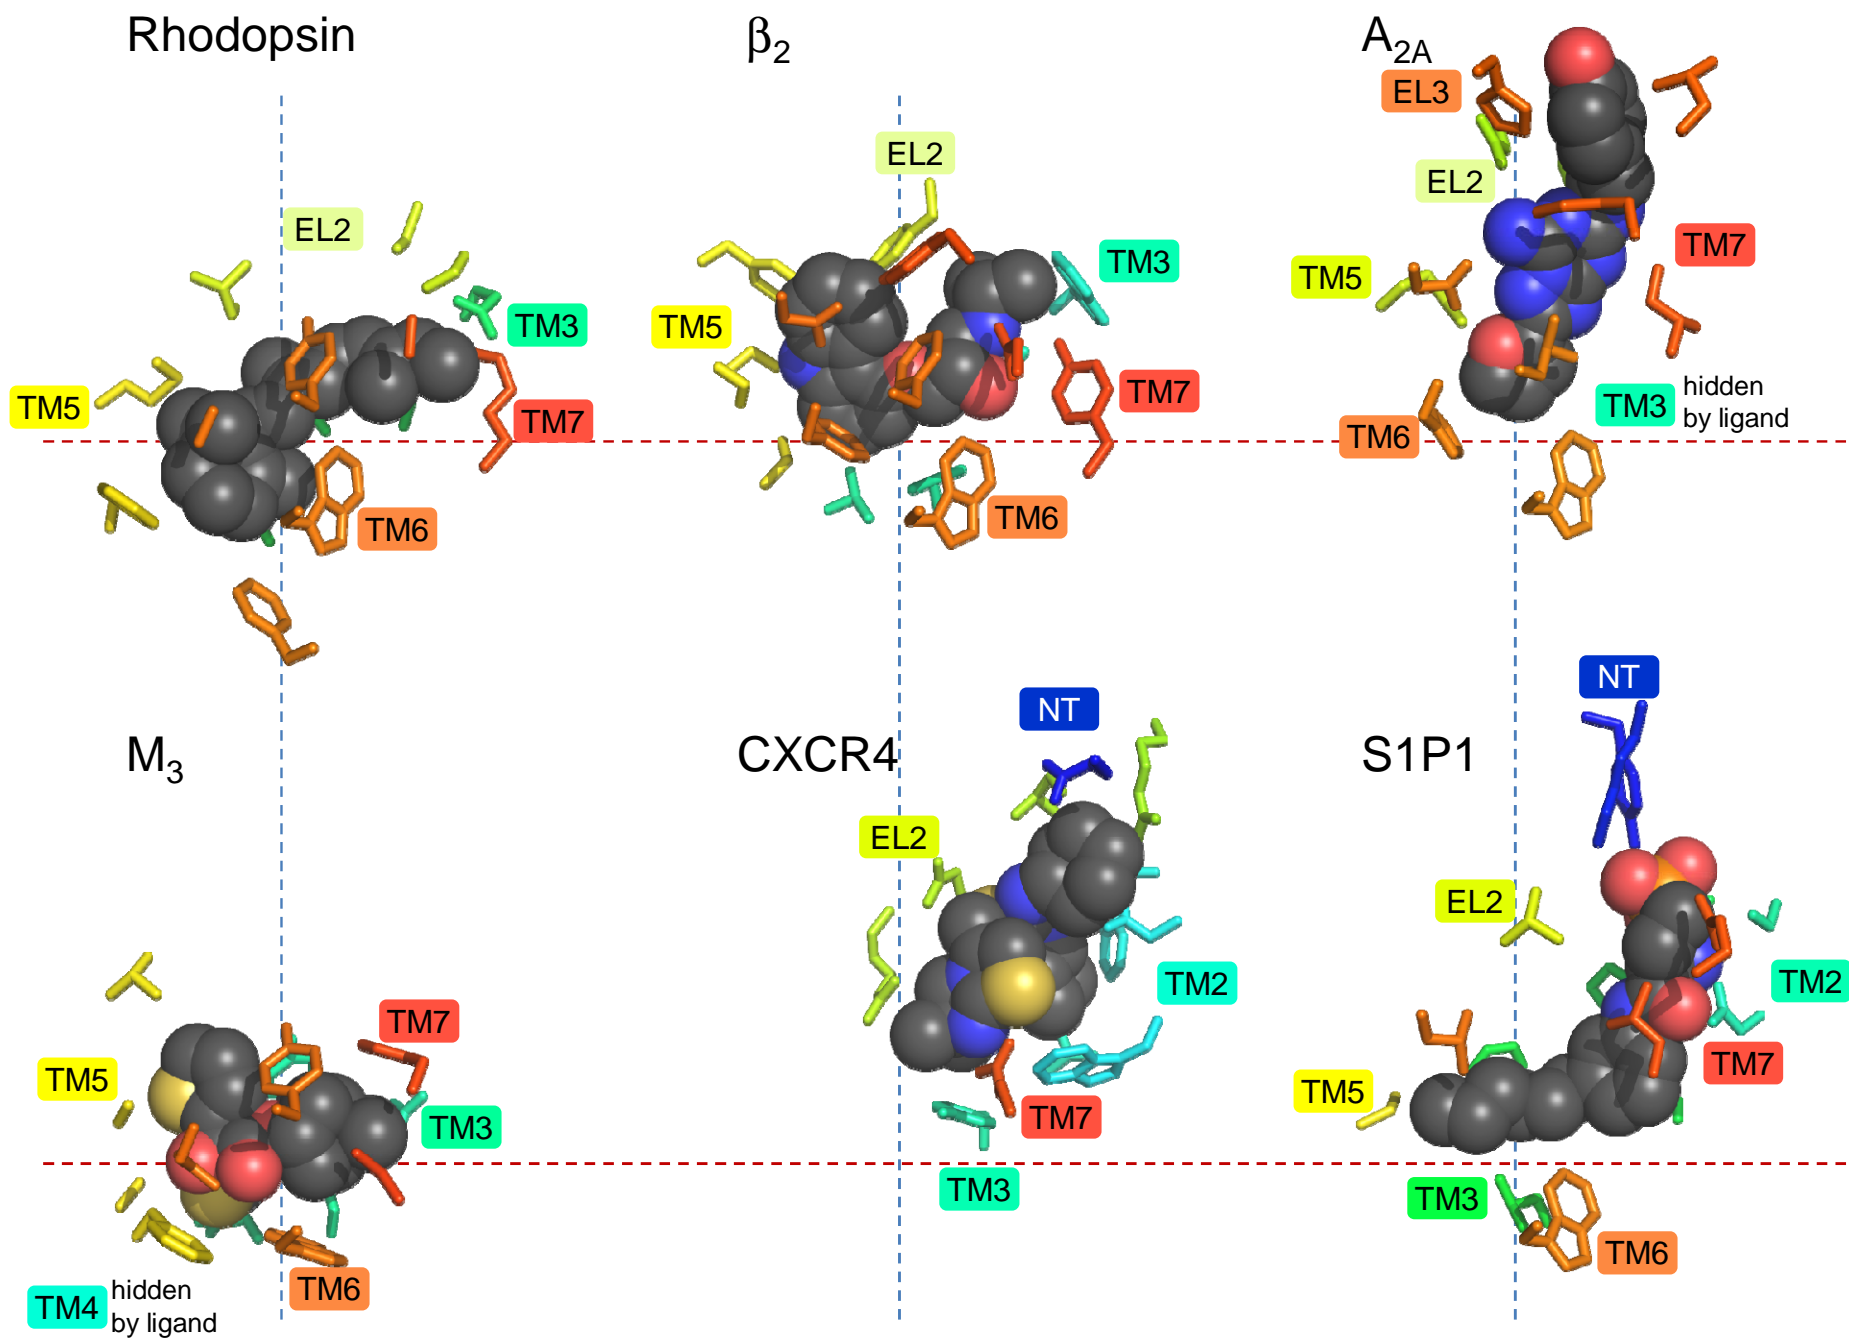 Rhodopsin
EL2
TM3
TM5
TM7
TM6
β2
EL2
TM3
TM5
TM7
TM6
A2A
EL3
EL2
TM7
TM5
TM3
hidden
by ligand
TM6
M3
TM7
TM5
TM3
TM6
TM4
hidden
by ligand
CXCR4
NT
EL2
TM2
TM7
TM3
S1P1
NT
EL2
TM2
TM7
TM5
TM3
TM6